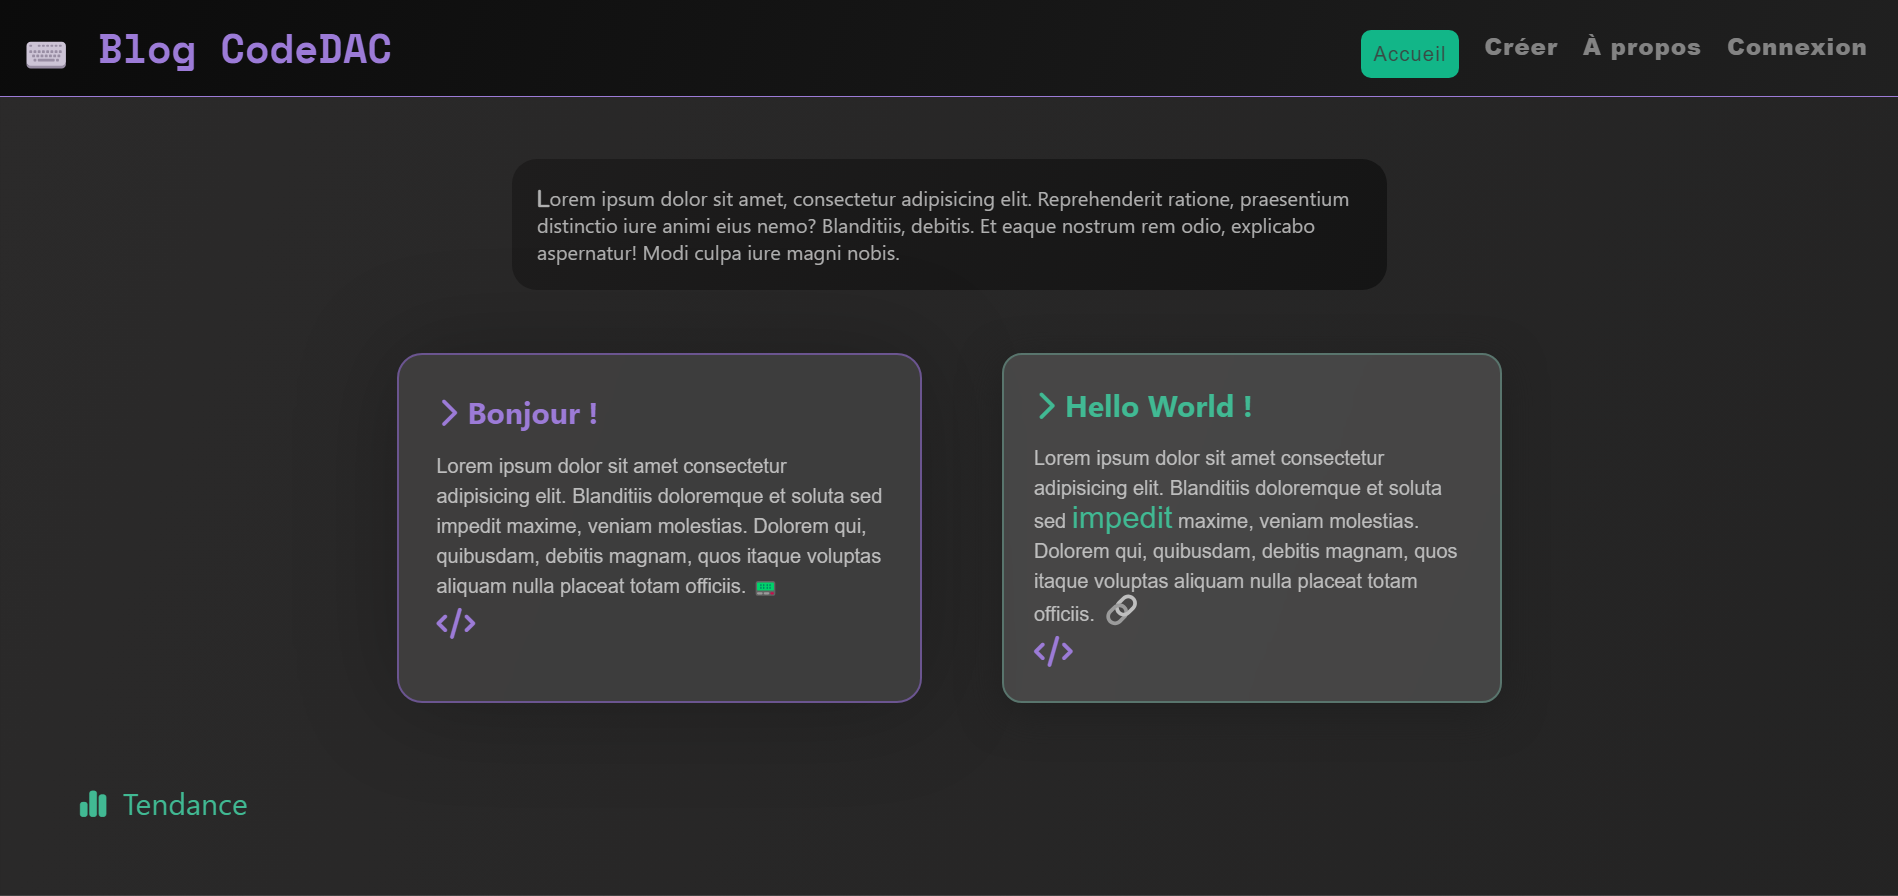 Blog CodeDAC
Accueil
Créer
À propos
Connexion
Lorem ipsum dolor sit amet, consectetur adipisicing elit. Reprehenderit ratione, praesentium
distinctio iure animi eius nemo? Blanditiis, debitis. Et eaque nostrum rem odio, explicabo
aspernatur! Modi culpa iure magni nobis.
Bonjour !
Lorem ipsum dolor sit amet consectetur
adipisicing elit. Blanditiis doloremque et soluta sed
impedit maxime, veniam molestias. Dolorem qui,
quibusdam, debitis magnam, quos itaque voluptas
aliquam nulla placeat totam officiis.
Hello World !
Lorem ipsum dolor sit amet consectetur
adipisicing elit. Blanditiis doloremque et soluta
sed impedit maxime, veniam molestias.
Dolorem qui, quibusdam, debitis magnam, quos
itaque voluptas aliquam nulla placeat totam
officiis.
Tendance